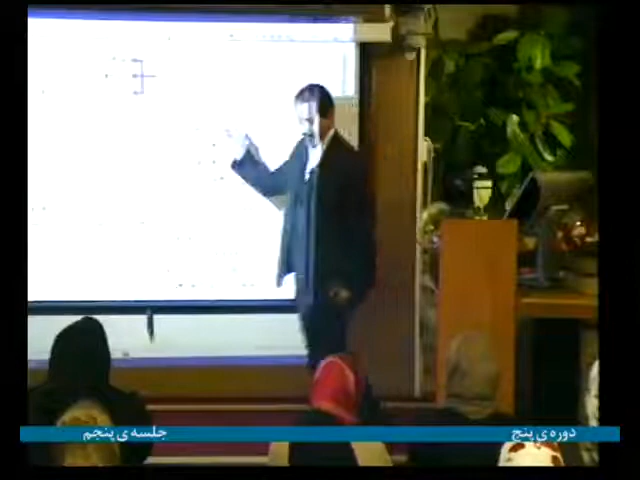 دوره ی پنج
جلسه ی پنجم